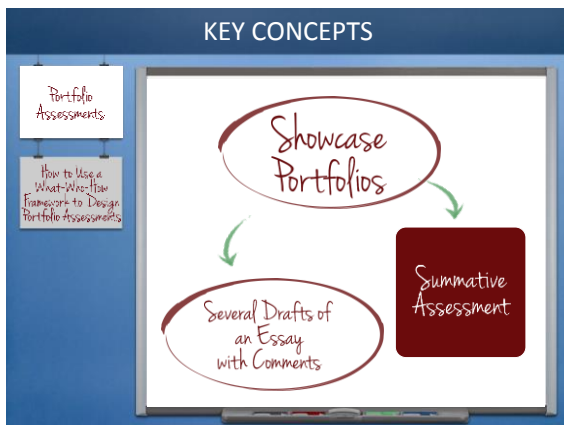 KEY CONCEPTS
Portfolio
Assessments
How to Use a
What-Who-How
Framework to Design
Portfolio Assessments
Showcase
Portfolios
Several Drafts of
an Essay
with Comments
Summative
Assessment